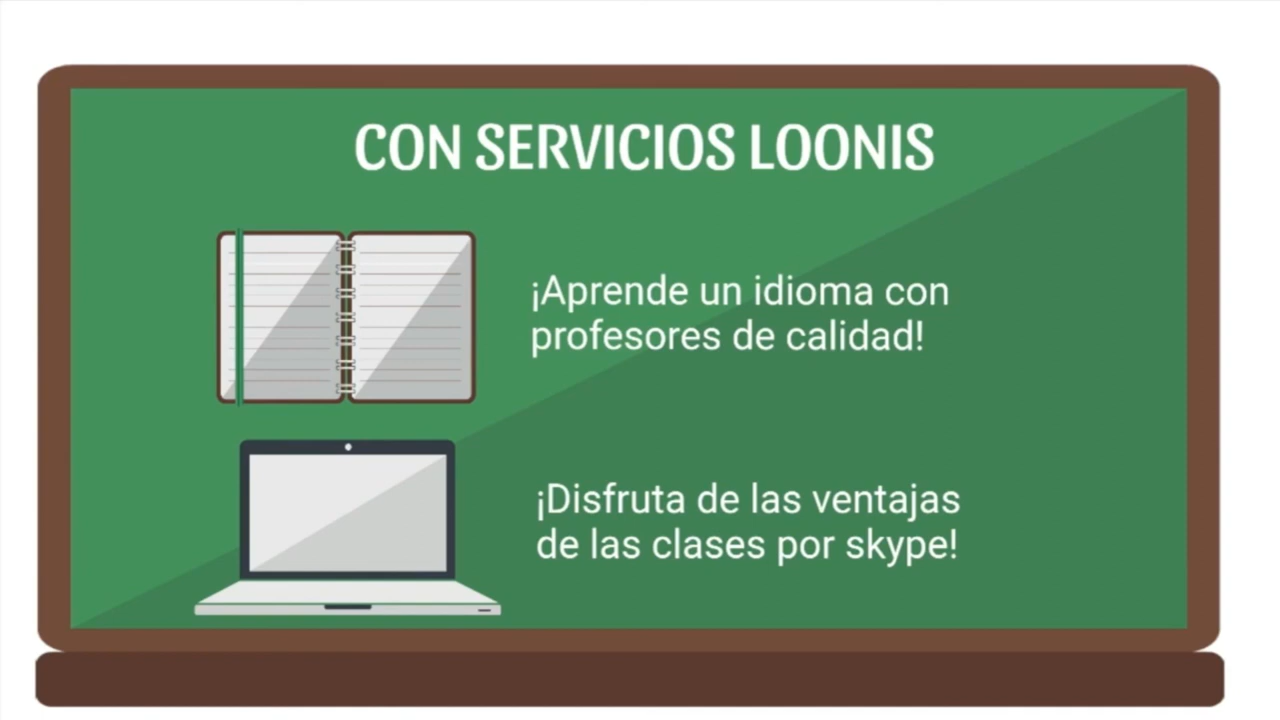 CON SERVICIOS LOONIS
¡Aprende un idioma con
profesores de calidad!
¡Disfruta de las ventajas
de las clases por skype!